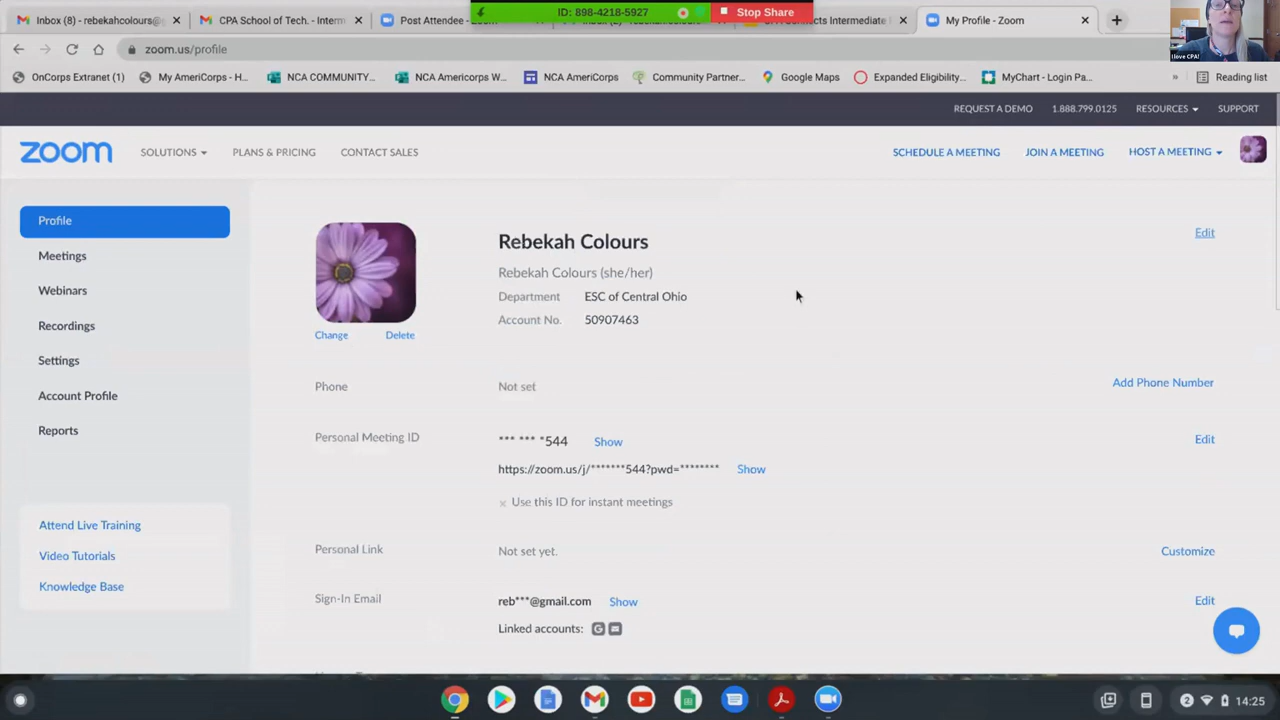 Inbox (8) - rebekahcolours@
CPA School of Tech. - Interm
Post Attendee - Zoom
ID: 898-4218-5927
Stop Share
Connects Intermediate
My Profile - Zoom
zoom.us/profile
I love CPA!
OnCorps Extranet (1)
My AmeriCorps - H...
NCA COMMUNITY...
NCA Americorps W...
NCA AmeriCorps
Community Partner...
Google Maps
Expanded Eligibility...
MyChart - Login Pa...
»
Reading list
REQUEST A DEMO
1.888.799.0125
RESOURCES
SUPPORT
zoom
SOLUTIONS
PLANS & PRICING
CONTACT SALES
SCHEDULE A MEETING
JOIN A MEETING
HOST A MEETING
Profile
Meetings
Webinars
Recordings
Settings
Account Profile
Reports
Attend Live Training
Video Tutorials
Knowledge Base
Change
Delete
Rebekah Colours
Edit
Rebekah Colours (she/her)
Department ESC of Central Ohio
Account No. 50907463
Phone Not set Add Phone Number
Personal Meeting ID *** *** *544 Show Edit
https://zoom.us/j/*******544?pwd=******** Show
× Use this ID for instant meetings
Personal Link Not set yet. Customize
Sign-In Email reb***@gmail.com Show Edit
Linked accounts:
2
14:25